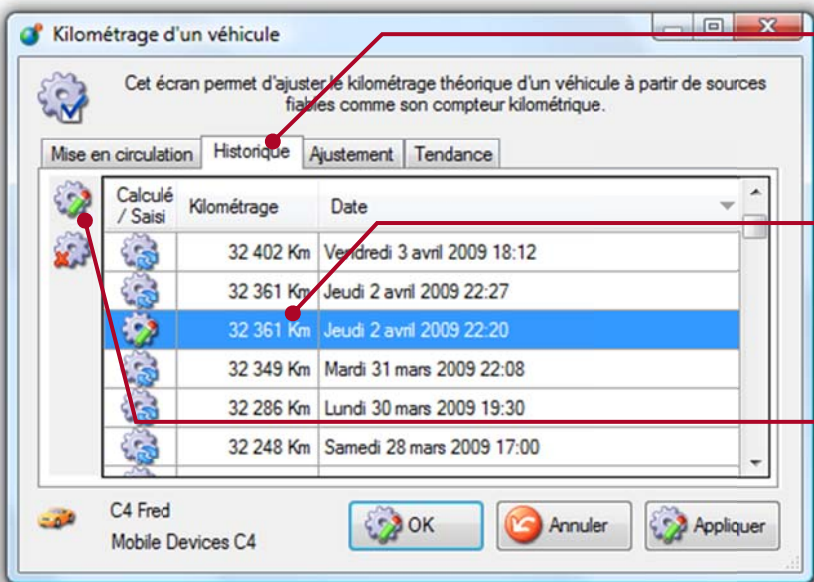 Kilométrage d'un véhicule
Cet écran permet d'ajuster le kilométrage théorique d'un véhicule à partir de sources
fiables comme son compteur kilométrique.
Mise en circulation Historique Ajustement Tendance
Calculé
/ Saisi Kilométrage Date
32 402 Km Vendredi 3 avril 2009 18:12
32 361 Km Jeudi 2 avril 2009 22:27
32 361 Km Jeudi 2 avril 2009 22:20
32 349 Km Mardi 31 mars 2009 22:08
32 286 Km Lundi 30 mars 2009 19:30
32 248 Km Samedi 28 mars 2009 17:00
C4 Fred
Mobile Devices C4
OK Annuler Appliquer